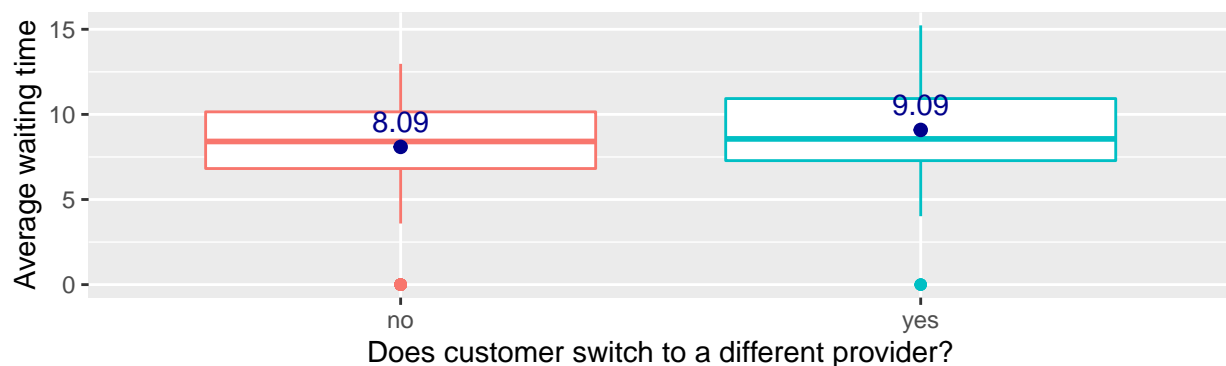 Average waiting time
15
10
5
0
8.09
9.09
no
yes
Does customer switch to a different provider?